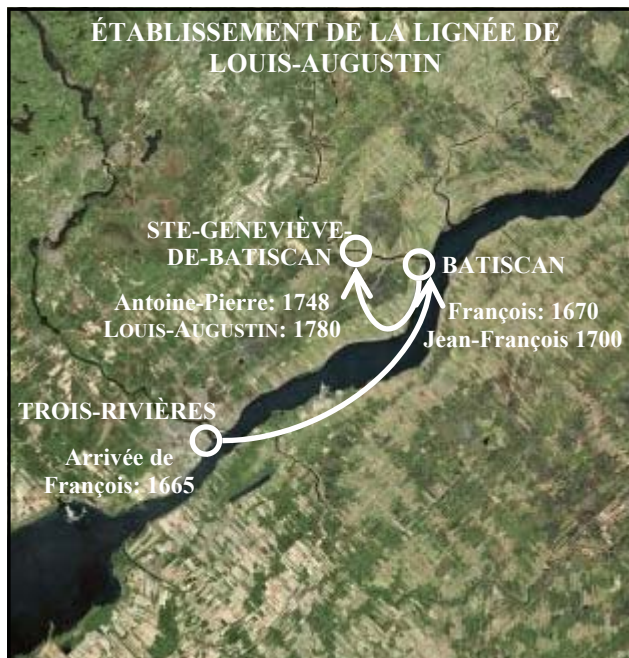 ÉTABLISSEMENT DE LA LIGNÉE DE
LOUIS-AUGUSTIN
STE-GENEVIÈVE-
DE-BATISCAN
BATISCAN
Antoine-Pierre: 1748
LOUIS-AUGUSTIN: 1780
François: 1670
Jean-François 1700
TROIS-RIVIÈRES
Arrivée de
François: 1665